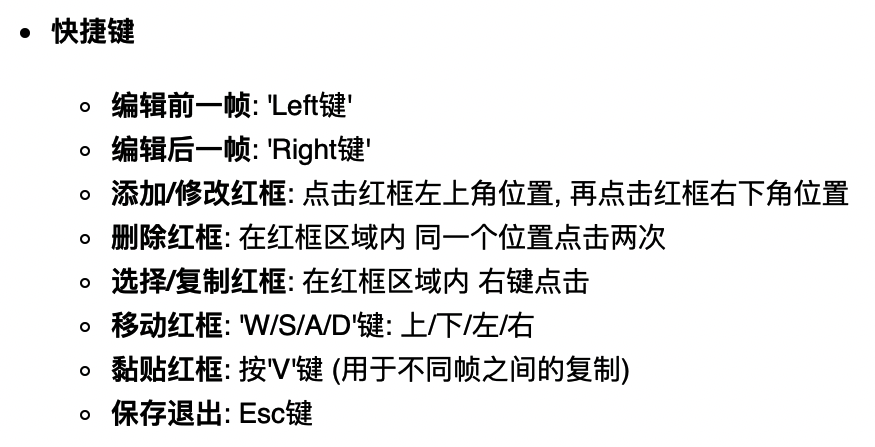 快捷键
编辑前一帧: 'Left键'
编辑后一帧: 'Right键'
添加/修改红框: 点击红框左上角位置, 再点击红框右下角位置
删除红框: 在红框区域内 同一个位置点击两次
选择/复制红框: 在红框区域内 右键点击
移动红框: 'W/S/A/D'键: 上/下/左/右
黏贴红框: 按'V'键 (用于不同帧之间的复制)
保存退出: Esc键